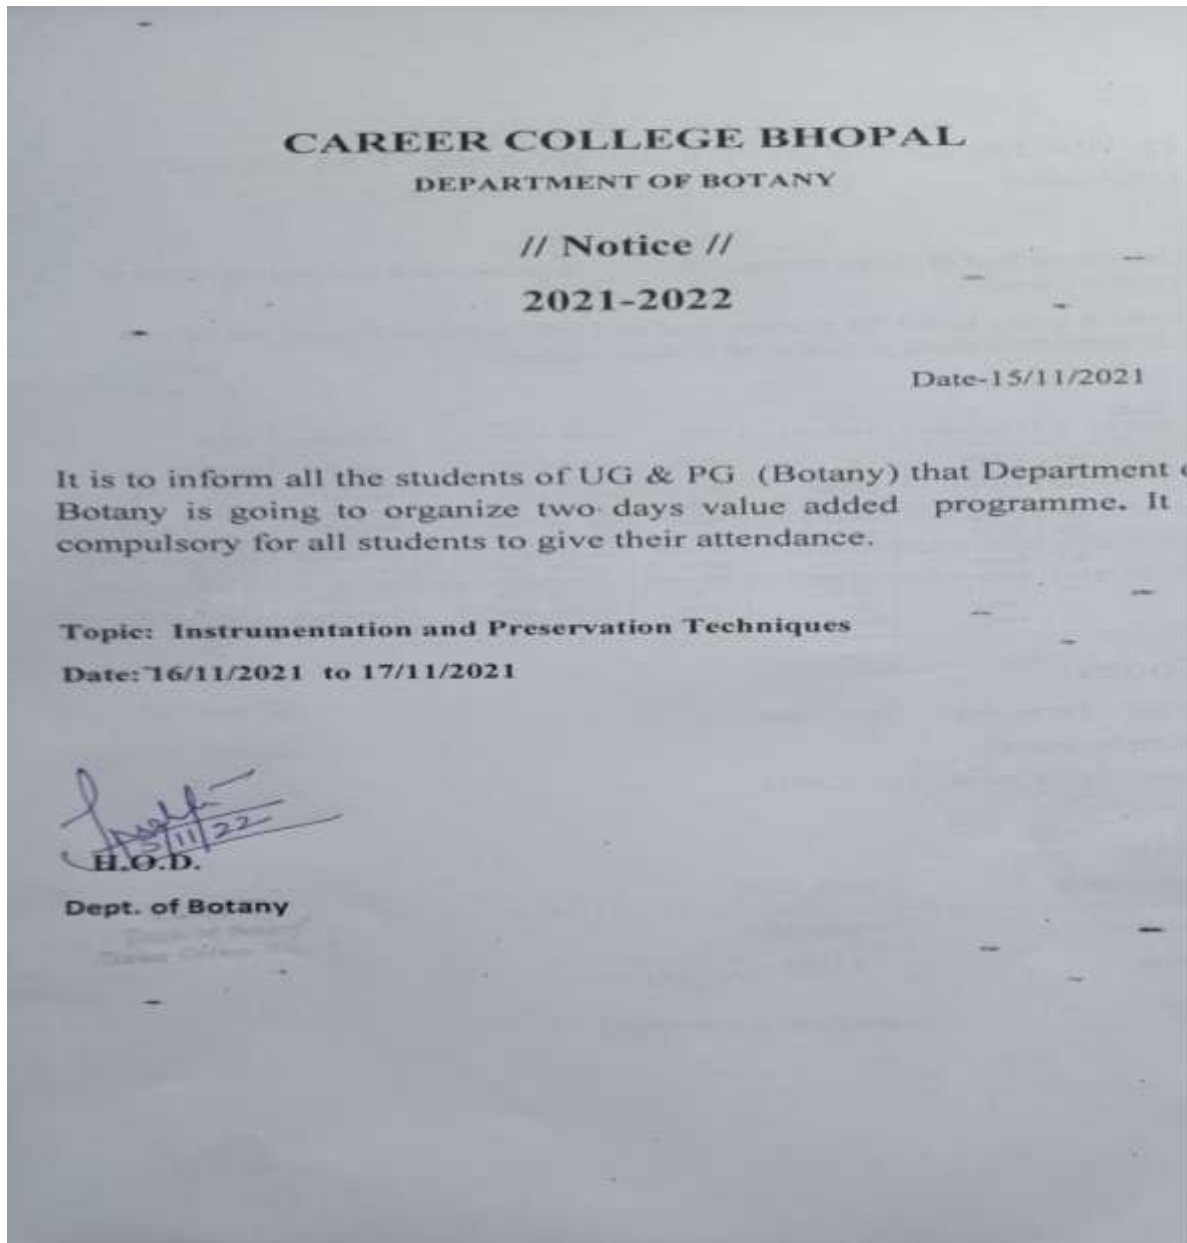 CAREER COLLEGE BHOPAL
DEPARTMENT OF BOTANY
// Notice //
2021-2022
Date-15/11/2021
It is to inform all the students of UG & PG (Botany) that Department
Botany is going to organize two days value added programme. It
compulsory for all students to give their attendance.
Topic: Instrumentation and Preservation Techniques
Date: 16/11/2021 to 17/11/2021
5/11/22
H.O.D.
Dept. of Botany